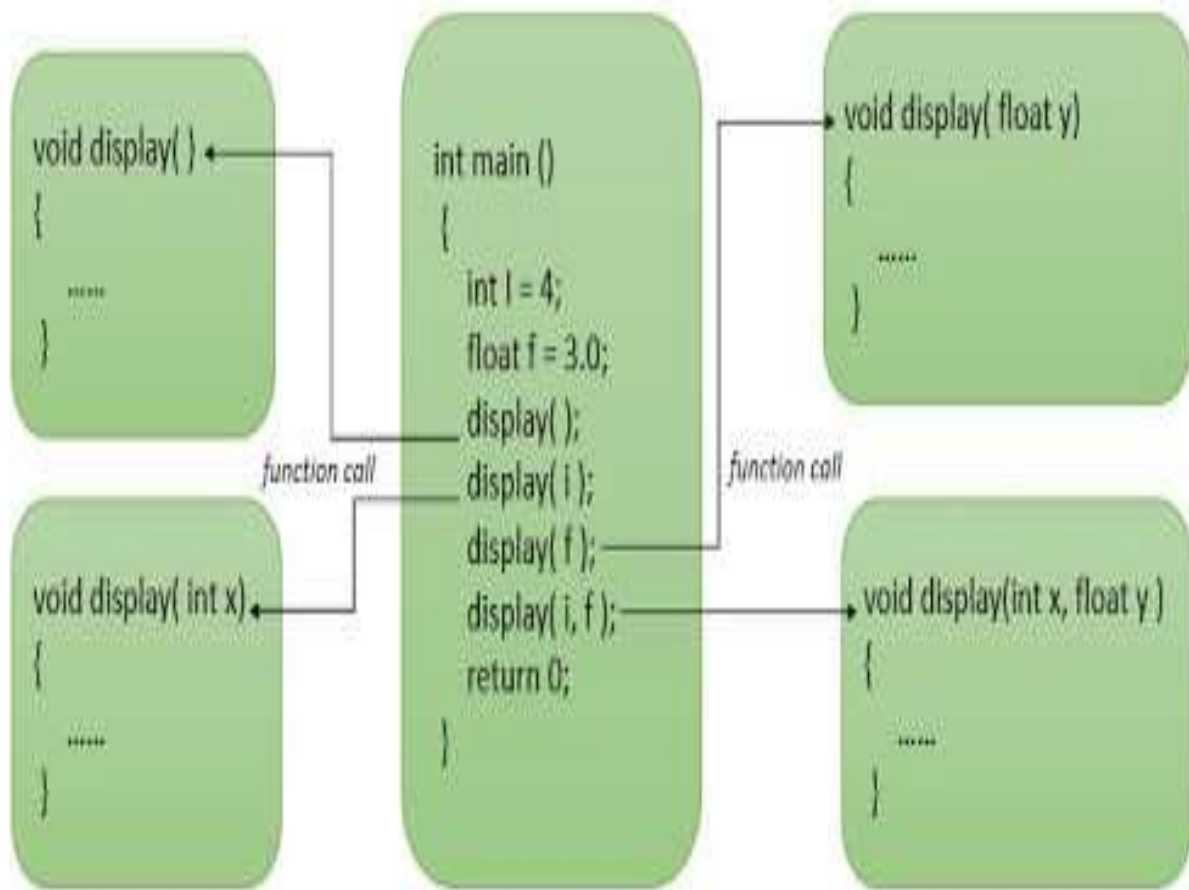 void display( )
{
......
}
function call
void display( int x)
{
......
}
int main ()
{
int I = 4;
float f = 3.0;
display( );
display( i );
display( f );
display( i, f );
return 0;
}
void display( float y)
{
......
}
function call
void display(int x, float y )
{
......
}